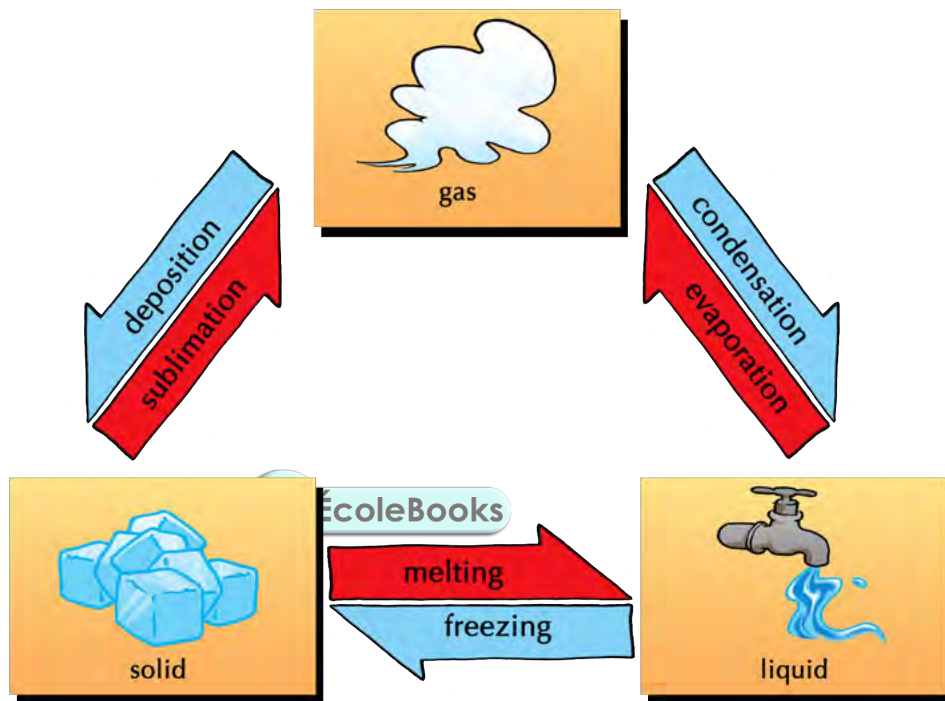 gas
deposition
sublimation
condensation
evaporation
ÉcoleBooks
melting
freezing
solid
liquid